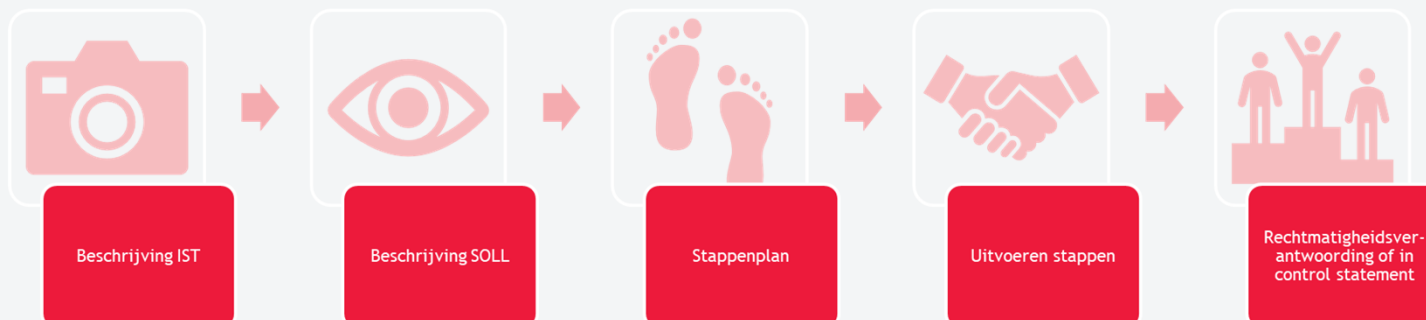 Beschrijving IST
Beschrijving SOLL
Stappenplan
Uitvoeren stappen
Rechtmatigheidsver-
antwoording of in
control statement